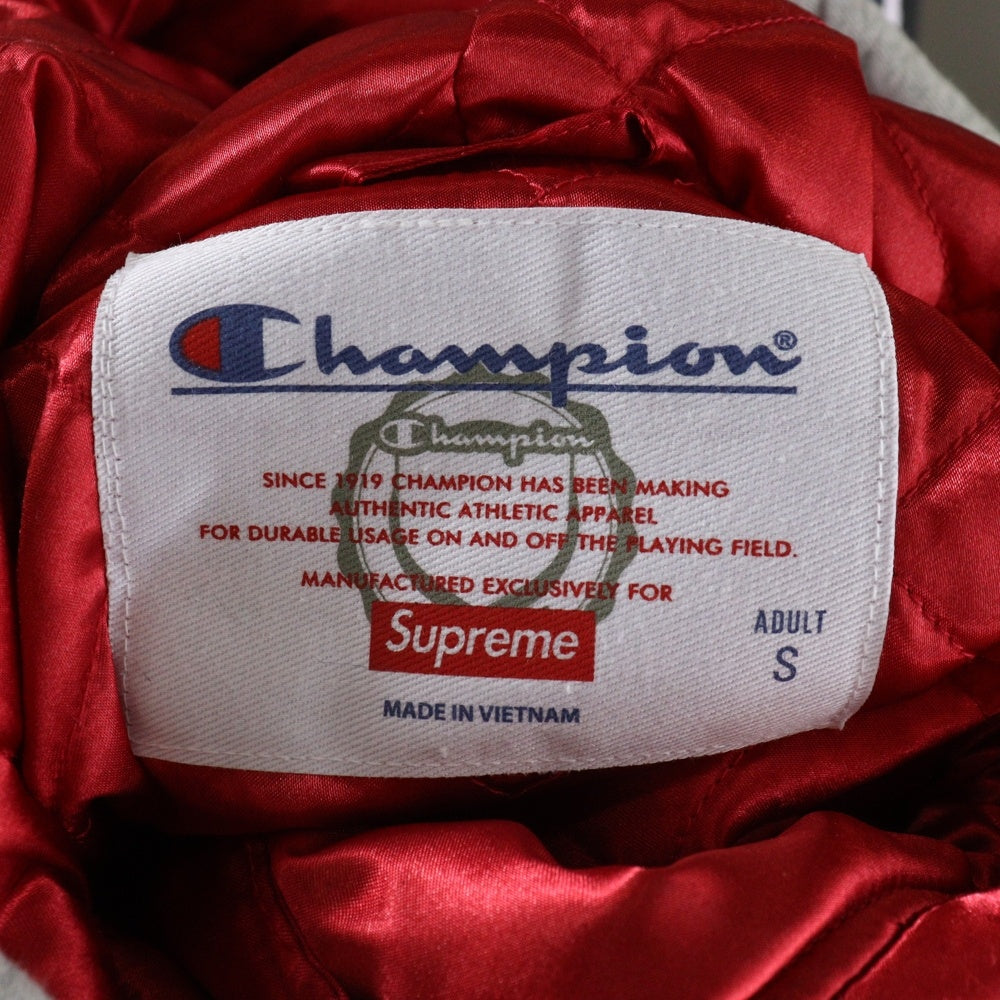 Champion®
Champion
SINCE 1919 CHAMPION HAS BEEN MAKING
AUTHENTIC ATHLETIC APPAREL
FOR DURABLE USAGE ON AND OFF THE PLAYING FIELD.
MANUFACTURED EXCLUSIVELY FOR
Supreme
ADULT
S
MADE IN VIETNAM